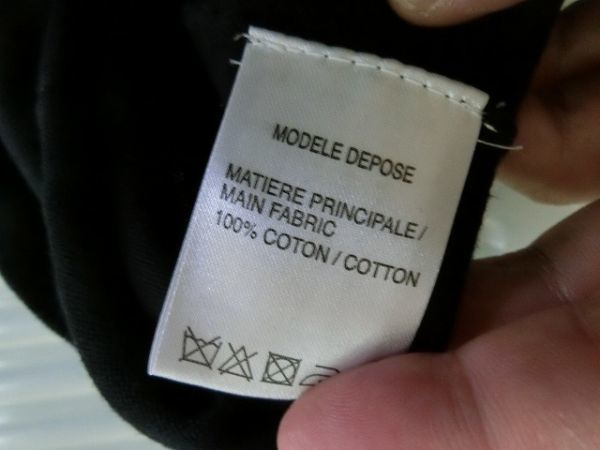 MODELE DEPOSE
MATIERE PRINCIPALE /
MAIN FABRIC
100% COTON / COTTON